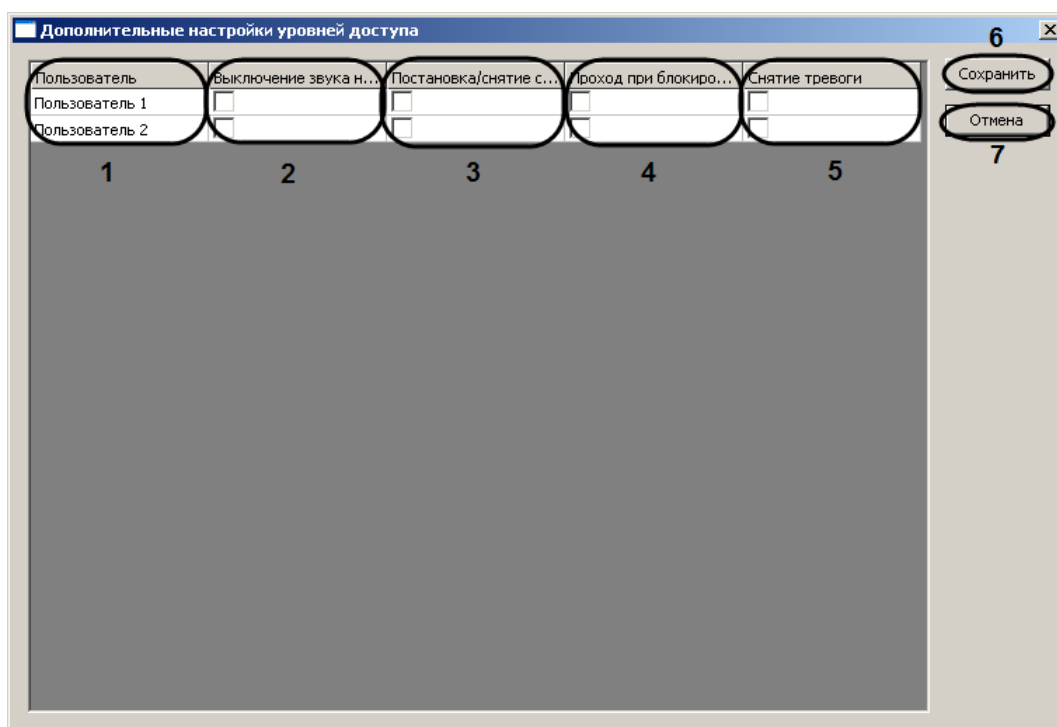 Дополнительные настройки уровней доступа
6
Пользователь Выключение звука н... Постановка/снятие с... Проход при блокиро... Снятие тревоги
Сохранить
Пользователь 1
Пользователь 2
Отмена
7
1 2 3 4 5